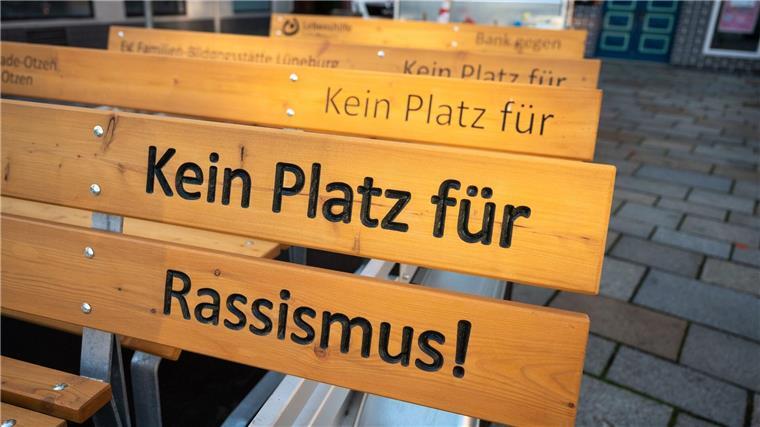 Lebenshilfe
Bank gegen
Ev. Familien-Bildungsstätte Lüneburg
Kein Platz für
ade-Otzen
Otzen
Kein Platz für
Kein Platz für
Rassismus!